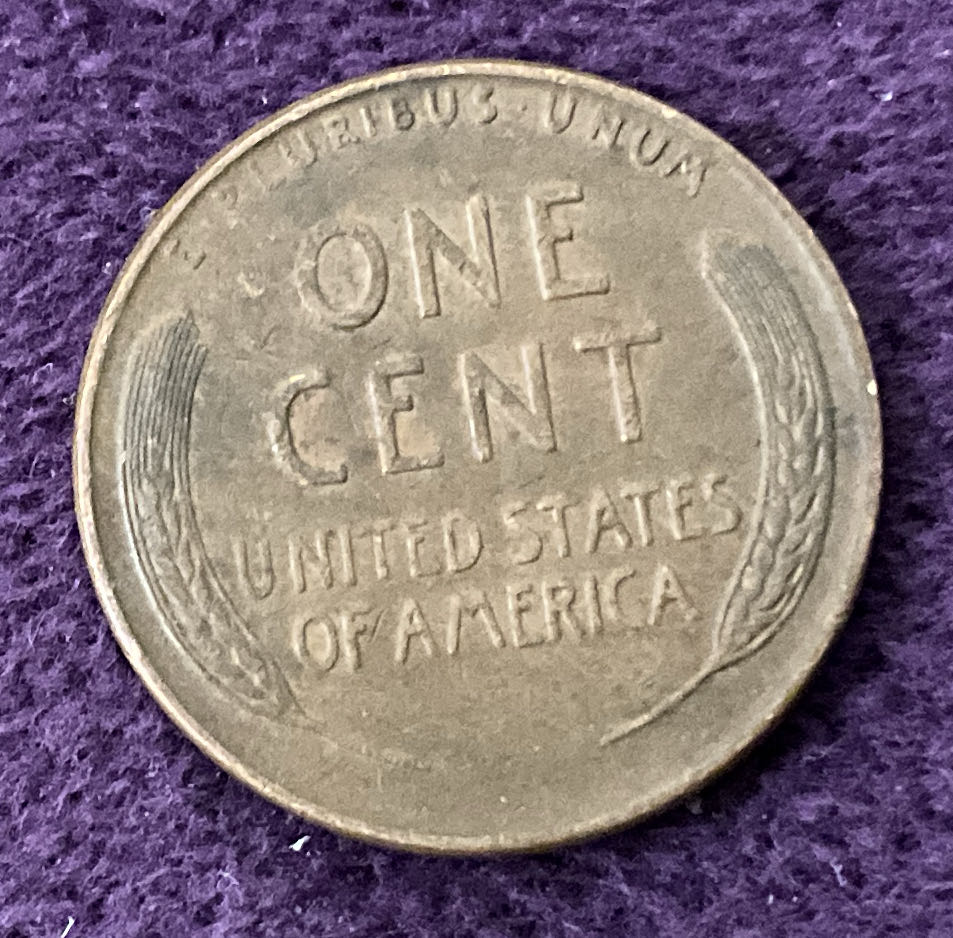 E·PLURIBUS·UNUM
ONE
CENT
UNITED STATES
OF AMERICA